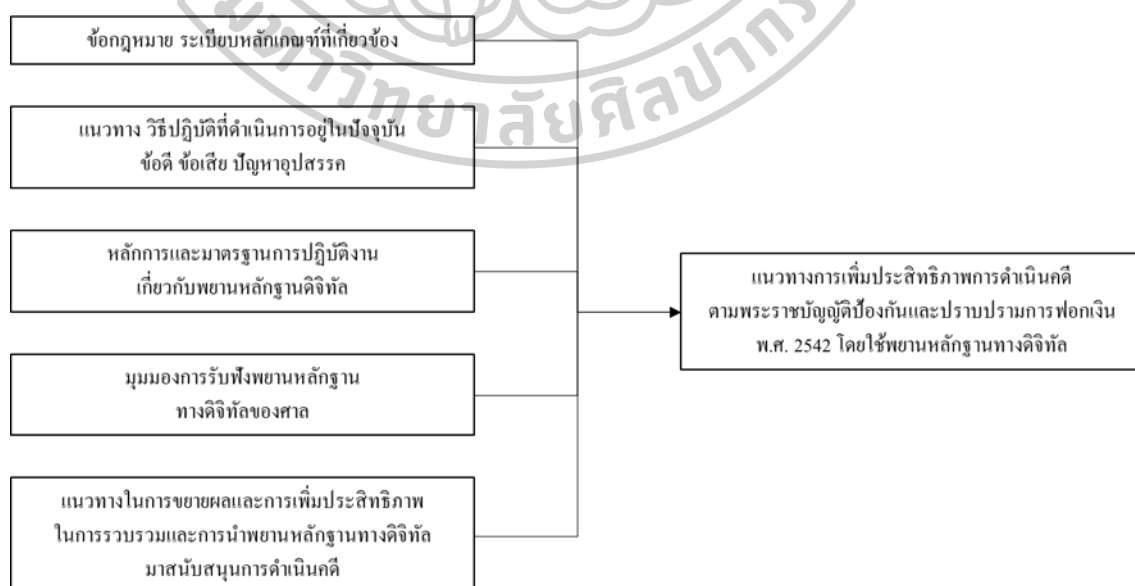 มหาวิทยาลัยศิลปากร
ข้อกฎหมาย ระเบียบหลักเกณฑ์ที่เกี่ยวข้อง
แนวทาง วิธีปฏิบัติที่ดำเนินการอยู่ในปัจจุบัน
ข้อดี ข้อเสีย ปัญหาอุปสรรค
หลักการและมาตรฐานการปฏิบัติงาน
เกี่ยวกับพยานหลักฐานดิจิทัล
มุมมองการรับฟังพยานหลักฐาน
ทางดิจิทัลของศาล
แนวทางในการขยายผลและการเพิ่มประสิทธิภาพ
ในการรวบรวมและการนำพยานหลักฐานทางดิจิทัล
มาสนับสนุนการดำเนินคดี
แนวทางการเพิ่มประสิทธิภาพการดำเนินคดี
ตามพระราชบัญญัติป้องกันและปราบปรามการฟอกเงิน
พ.ศ. 2542 โดยใช้พยานหลักฐานทางดิจิทัล